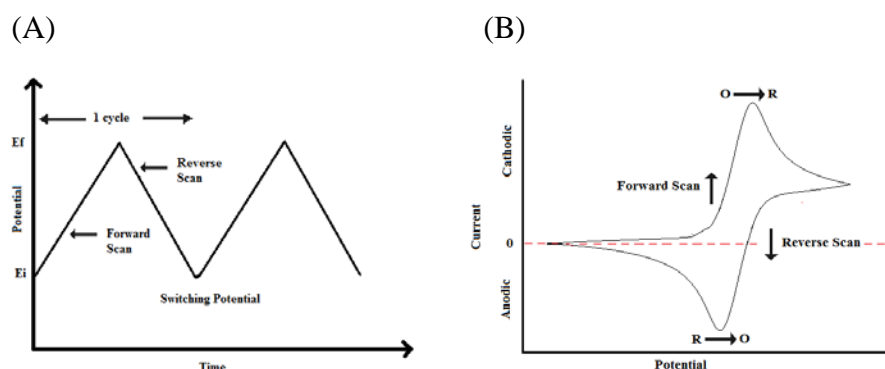 (A)
(B)
1 cycle
Ef
Reverse
Scan
Potential
Forward
Scan
Ei
Switching Potential
Time
O → R
Cathodic
Forward Scan
Current
0
Reverse Scan
Anodic
R → O
Potential